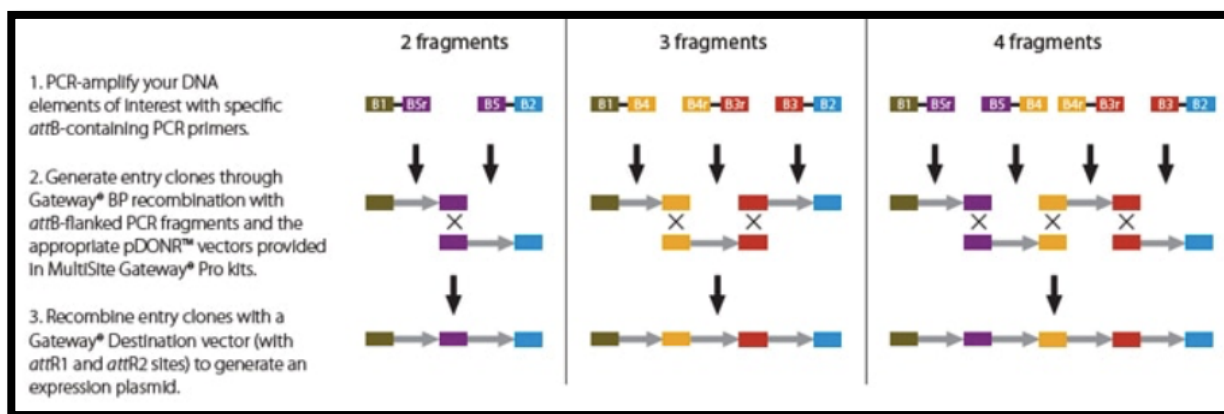 2 fragments
3 fragments
4 fragments
1. PCR-amplify your DNA
elements of interest with specific
attB-containing PCR primers.
B1 B5r B5 B2
B1 B4 B4r B3r B3 B2
B1 B5r B5 B4 B4r B3r B3 B2
2. Generate entry clones through
Gateway® BP recombination with
attB-flanked PCR fragments and the
appropriate pDONR™ vectors provided
in MultiSite Gateway® Pro kits.
3. Recombine entry clones with a
Gateway® Destination vector (with
attR1 and attR2 sites) to generate an
expression plasmid.